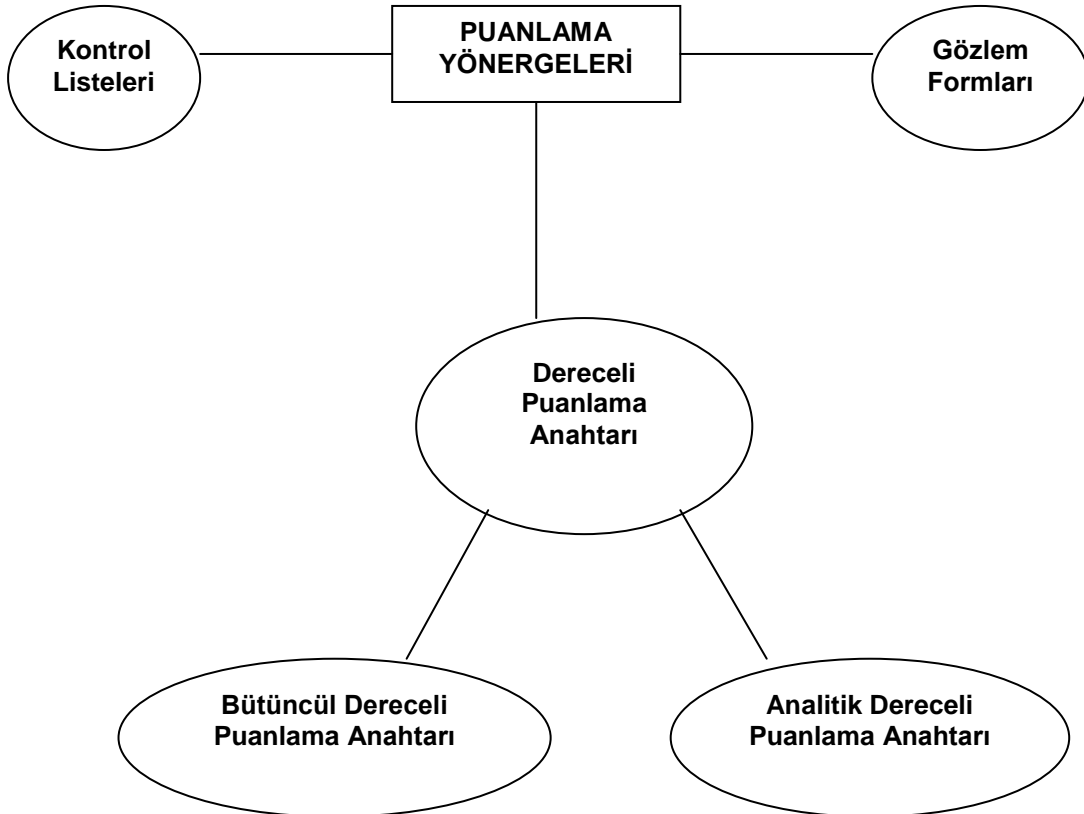 Kontrol
Listeleri
PUANLAMA
YÖNERGELERİ
Gözlem
Formları
Dereceli
Puanlama
Anahtarı
Bütüncül Dereceli
Puanlama Anahtarı
Analitik Dereceli
Puanlama Anahtarı